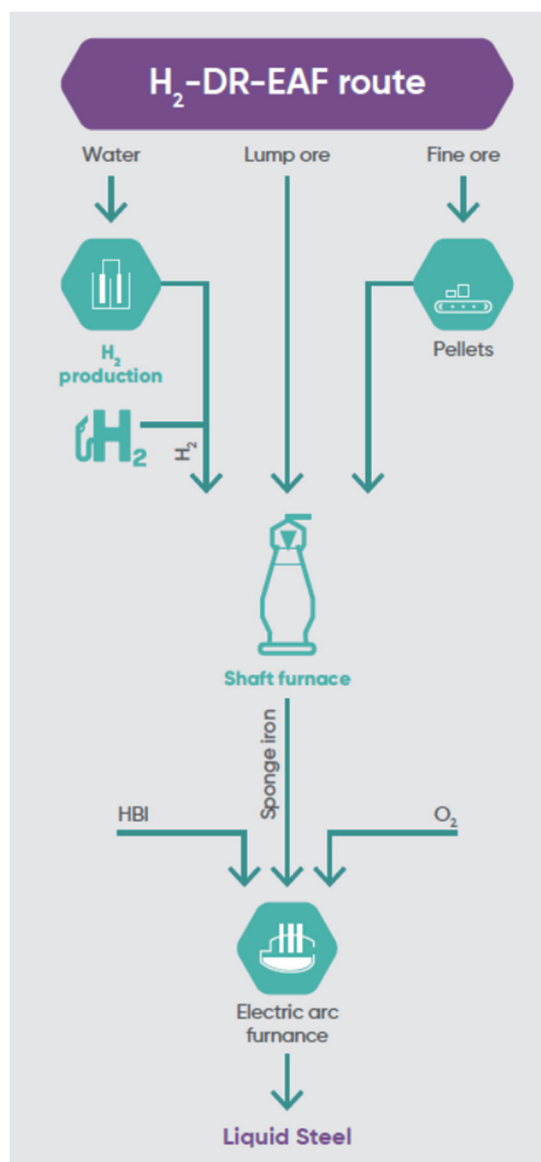 H₂-DR-EAF route
Water
Lump ore
Fine ore
H₂
production
Pellets
H₂
H₂
Shaft furnace
Sponge iron
HBI
O₂
Electric arc
furnance
Liquid Steel